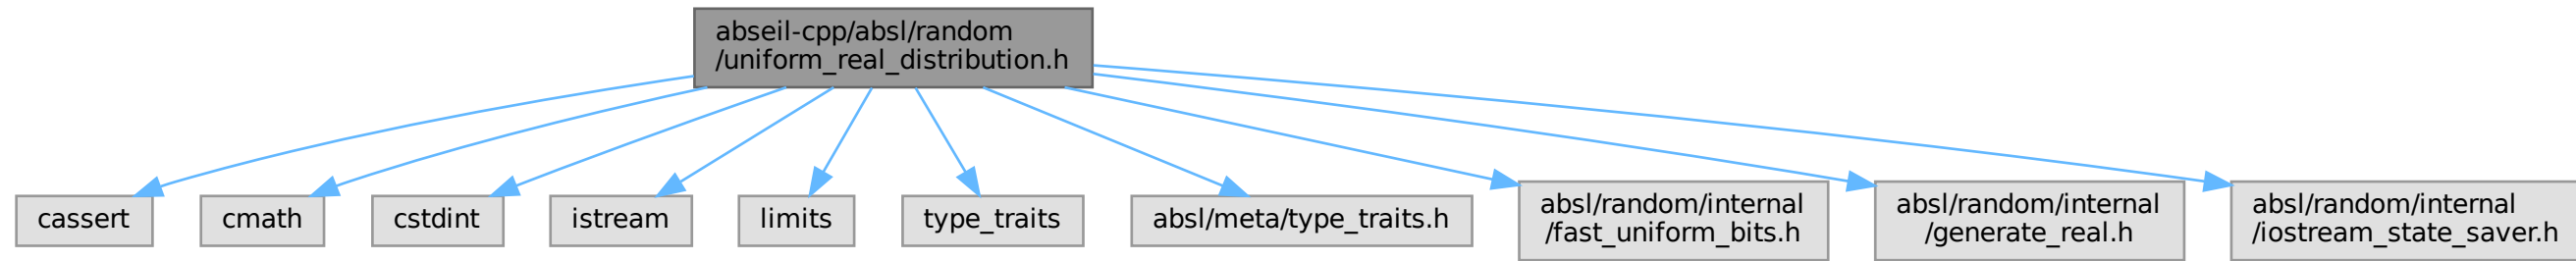 abseil-cpp/absl/random
/uniform_real_distribution.h
cassert
cmath
cstdint
istream
limits
type_traits
absl/meta/type_traits.h
absl/random/internal
/fast_uniform_bits.h
absl/random/internal
/generate_real.h
absl/random/internal
/iostream_state_saver.h